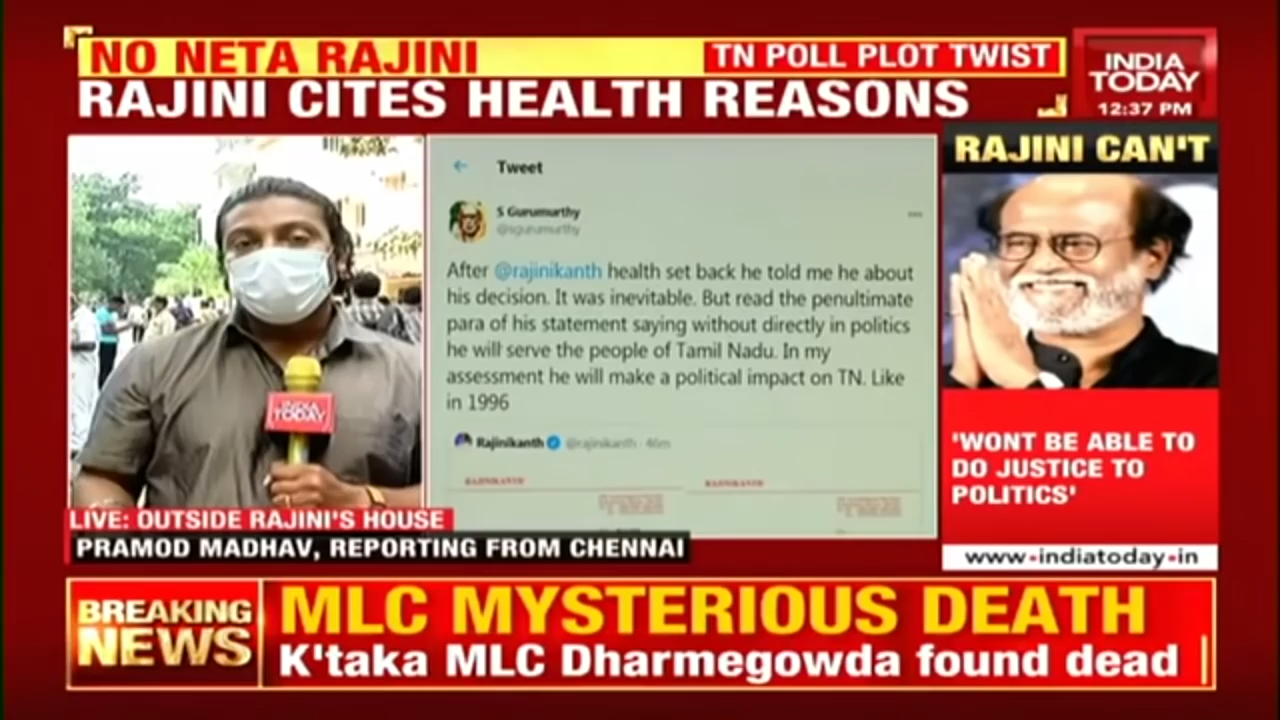 NO NETA RAJINI
TN POLL PLOT TWIST
RAJINI CITES HEALTH REASONS
INDIA
TODAY
12:37 PM
Tweet
S Gurumurthy
@sgurumurthy
After @rajinikanth health set back he told me he about
his decision. It was inevitable. But read the penultimate
para of his statement saying without directly in politics
he will serve the people of Tamil Nadu. In my
assessment he will make a political impact on TN. Like
in 1996
Rajinikanth @rajinikanth · 46m
RAJINIKANTH
RAJINIKANTH
INDIA
TODAY
RAJINI CAN'T
'WONT BE ABLE TO
DO JUSTICE TO
POLITICS'
www.indiatoday.in
LIVE: OUTSIDE RAJINI'S HOUSE
PRAMOD MADHAV, REPORTING FROM CHENNAI
BREAKING
NEWS
MLC MYSTERIOUS DEATH
K'taka MLC Dharmegowda found dead